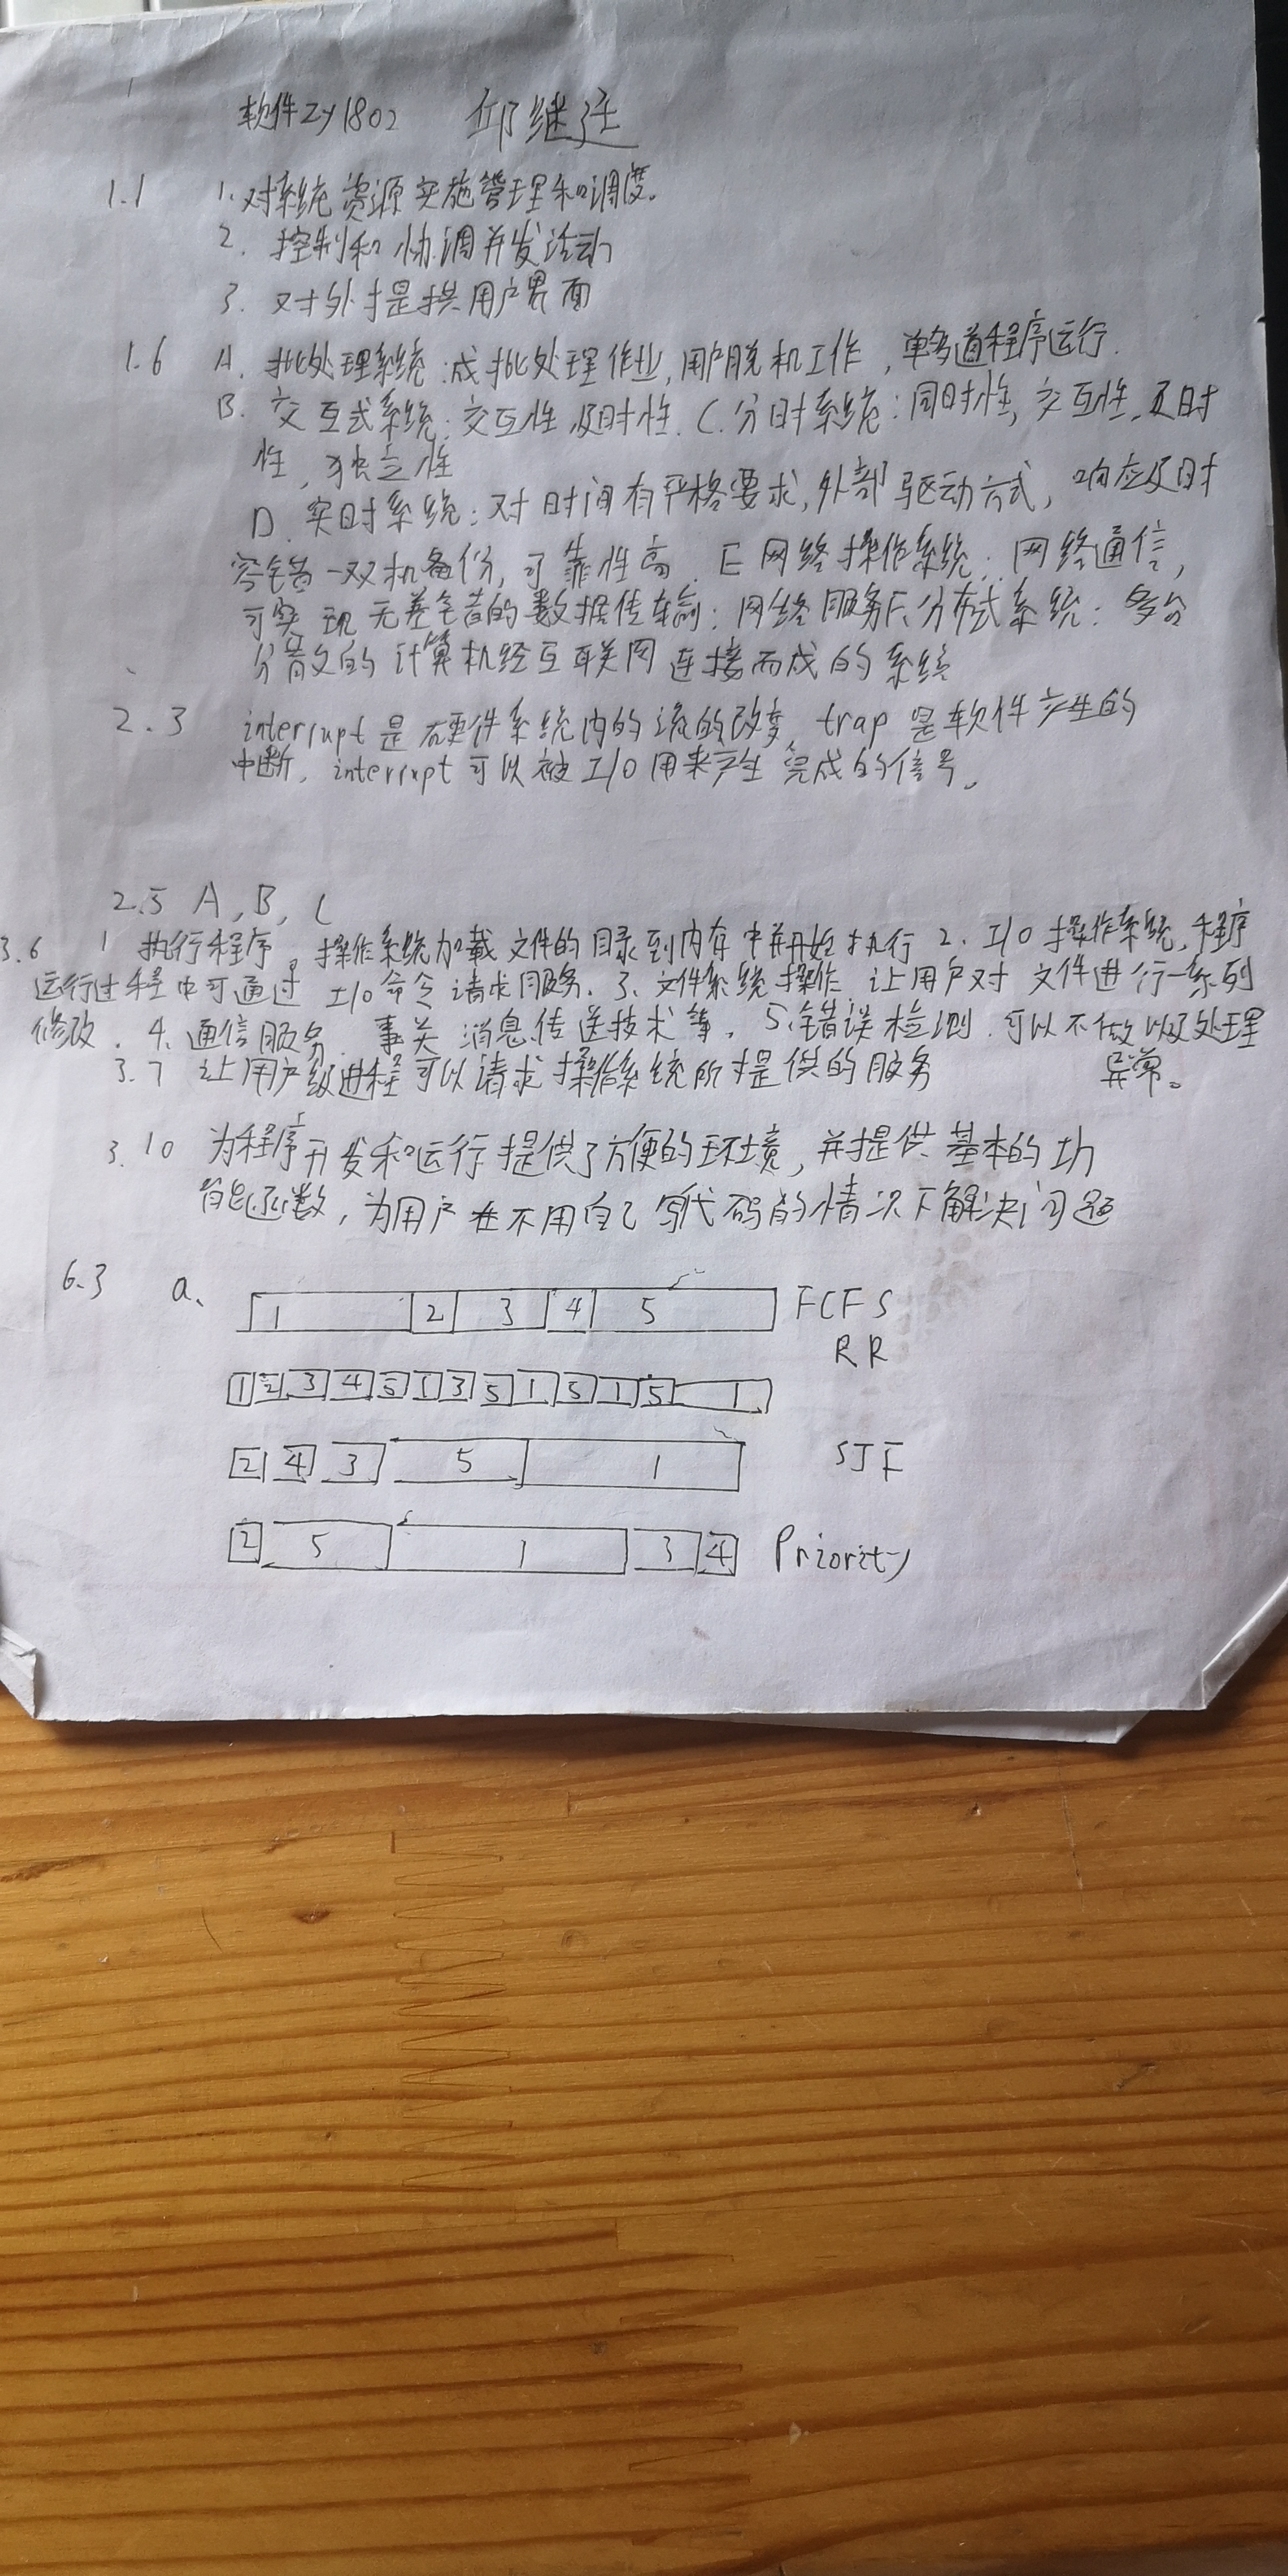 软件zy1802 邱继廷
1.1 1.对系统资源实施管理和调度。
2. 控制和协调并发活动
3. 对外提供用户界面
1.6 A. 批处理系统:成批处理作业,用户脱机工作,单多道程序运行.
B. 交互式系统:交互性,及时性. C.分时系统:同时性,交互性,及时
性,独立性
D. 实时系统:对时间有严格要求,外部驱动方式,响应及时
容错—双机备份,可靠性高. E网络操作系统:网络通信,
可实现无差错的数据传输;网络服务F.分布式系统:多台
分散的计算机经互联网连接而成的系统
2.3 interrupt是硬件系统内的流的改变,trap是软件产生的
中断. interrupt可以被I/O用来产生完成的信号。
2.5 A,B,C
3.6 1 执行程序。操作系统加载文件的目录到内存中并开始执行 2. I/O操作系统,程序
运行过程中可通过I/O命令请求服务. 3.文件系统操作 让用户对文件进行一系列
修改. 4.通信服务. 事关消息传送技术等. 5.错误检测 可以不做以及处理
异常。
3.7 让用户级进程可以请求操作系统所提供的服务
3.10 为程序开发和运行提供了方便的环境,并提供基本的功
能函数,为用户在不用自己写代码的情况下解决问题
6.3 a. 1 2 3 4 5 FCFS
RR
1 2 3 4 5 1 3 5 1 5 1 5 1
2 4 3 5 1 SJF
2 5 1 3 4 Priority